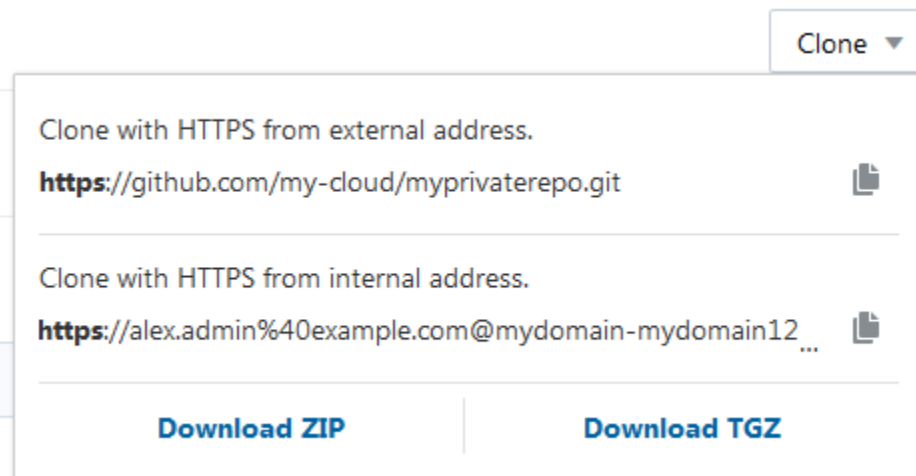 Clone
Clone with HTTPS from external address.
https://github.com/my-cloud/myprivaterepo.git
Clone with HTTPS from internal address.
https://alex.admin%40example.com@mydomain-mydomain12...
Download ZIP
Download TGZ